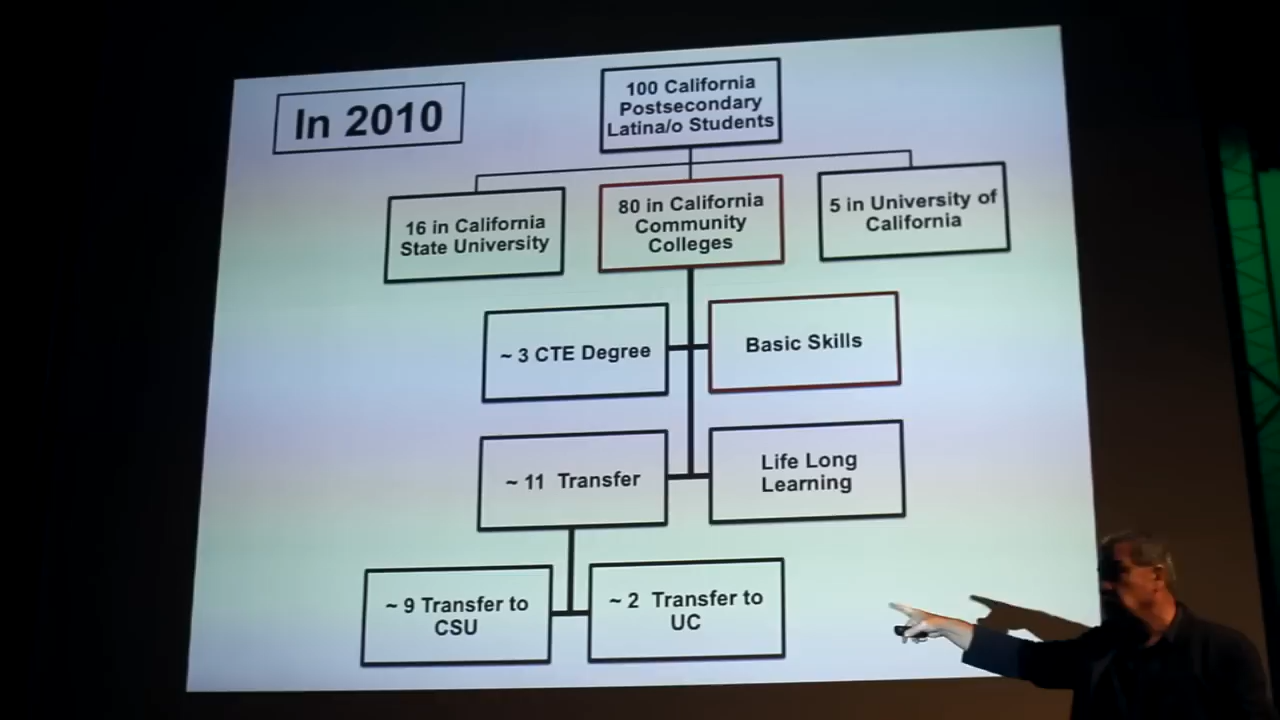 In 2010
100 California
Postsecondary
Latina/o Students
16 in California
State University
80 in California
Community
Colleges
5 in University of
California
~ 3 CTE Degree
Basic Skills
~ 11 Transfer
Life Long
Learning
~ 9 Transfer to
CSU
~ 2 Transfer to
UC